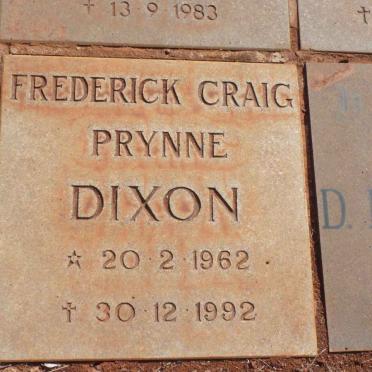 ✝ 13 · 9 · 1983
FREDERICK CRAIG
PRYNNE
DIXON
☆ 20 · 2 · 1962
✝ 30 · 12 · 1992
D.